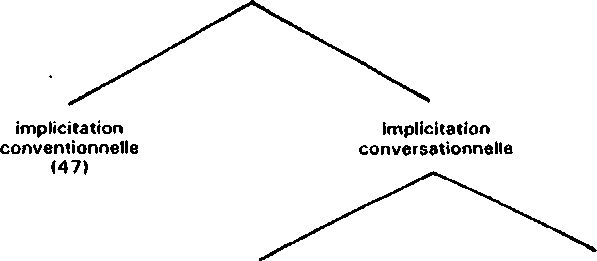 implicitation
conventionnelle
(47)
implicitation
conversationnelle